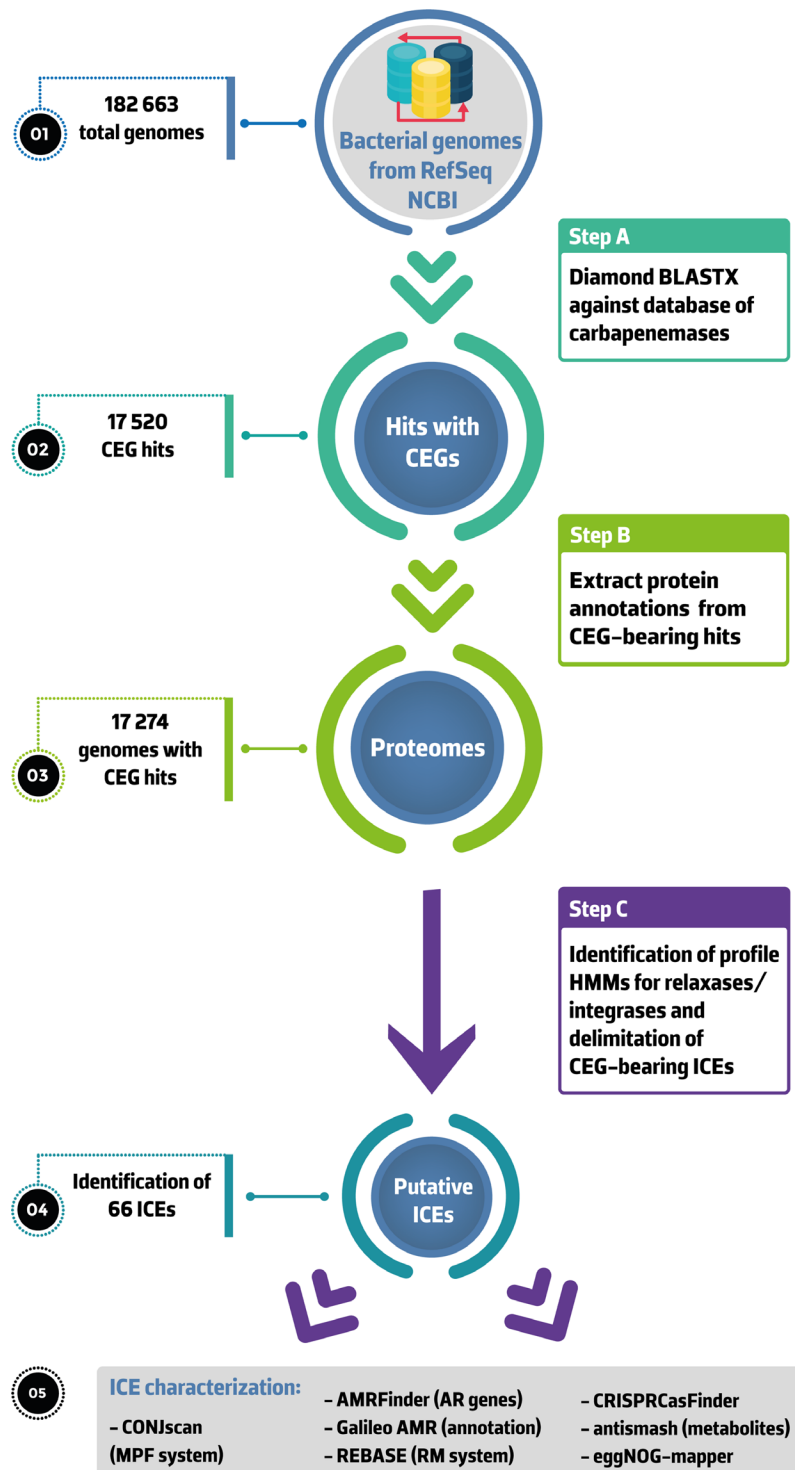 01
182 663
total genomes
Bacterial genomes
from RefSeq
NCBI
Step A
Diamond BLASTX
against database of
carbapenemases
02
17 520
CEG hits
Hits with
CEGs
Step B
Extract protein
annotations from
CEG-bearing hits
03
17 274
genomes with
CEG hits
Proteomes
Step C
Identification of profile
HMMs for relaxases/
integrases and
delimitation of
CEG-bearing ICEs
04
Identification of
66 ICEs
Putative
ICEs
05
ICE characterization:
– CONJscan
(MPF system)
– AMRFinder (AR genes)
– Galileo AMR (annotation)
– REBASE (RM system)
– CRISPRCasFinder
– antismash (metabolites)
– eggNOG-mapper